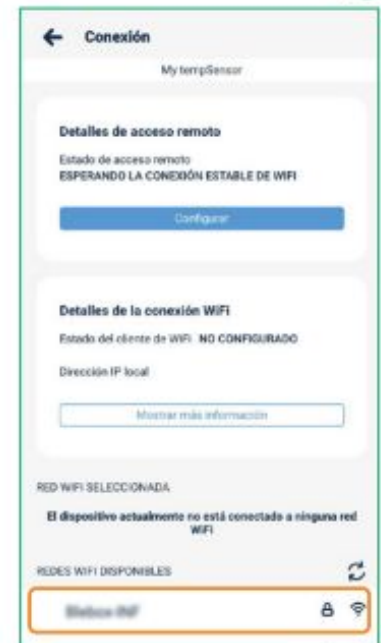 Conexión
My tempSensor
Detalles de acceso remoto
Estado de acceso remoto
ESPERANDO LA CONEXIÓN ESTABLE DE WIFI
Configurar
Detalles de la conexión WiFi
Estado del cliente de WiFi NO CONFIGURADO
Dirección IP local
Mostrar más información
RED WIFI SELECCIONADA
El dispositivo actualmente no está conectado a ninguna red
WiFi
REDES WIFI DISPONIBLES